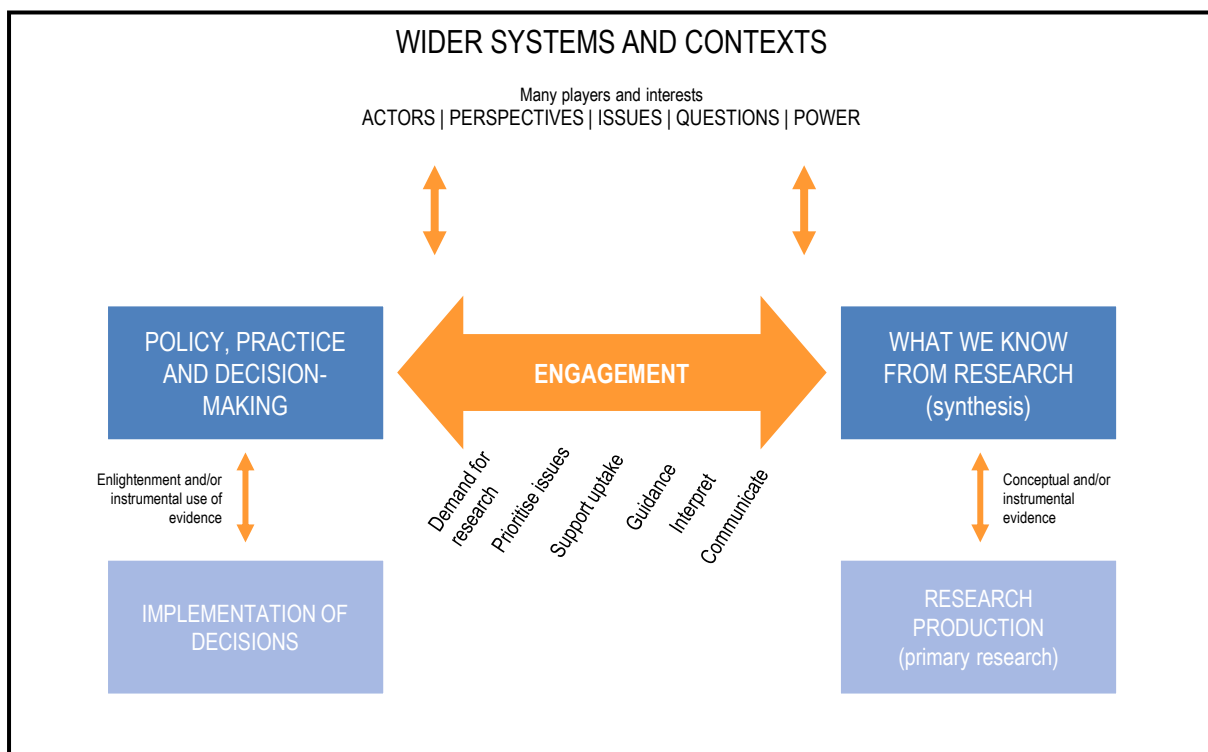 WIDER SYSTEMS AND CONTEXTS
Many players and interests
ACTORS | PERSPECTIVES | ISSUES | QUESTIONS | POWER
POLICY, PRACTICE
AND DECISION-
MAKING
ENGAGEMENT
WHAT WE KNOW
FROM RESEARCH
(synthesis)
Enlightenment and/or
instrumental use of
evidence
Demand for
research
Prioritise issues
Support uptake
Guidance
Interpret
Communicate
Conceptual and/or
instrumental
evidence
IMPLEMENTATION OF
DECISIONS
RESEARCH
PRODUCTION
(primary research)